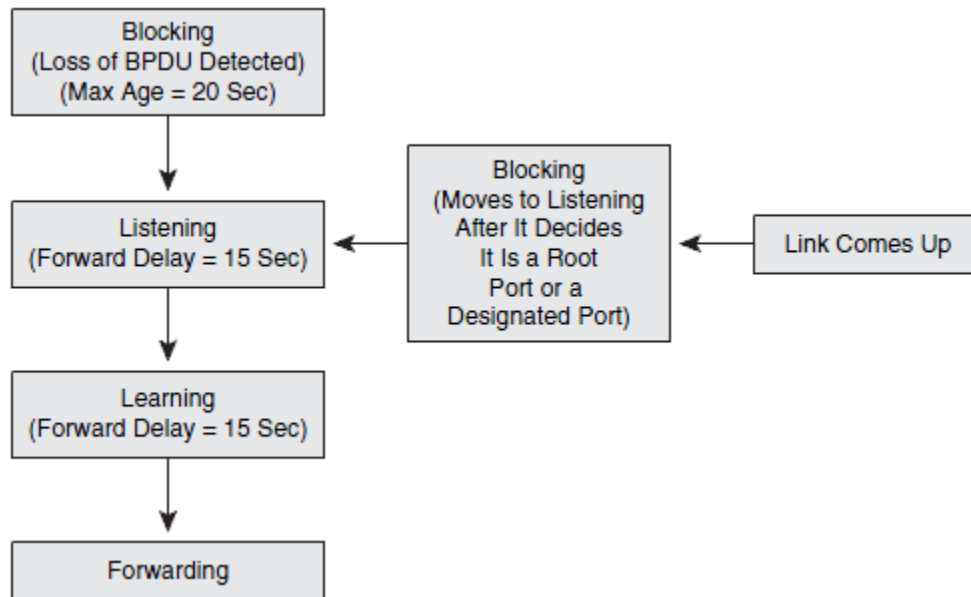 Blocking
(Loss of BPDU Detected)
(Max Age = 20 Sec)
Listening
(Forward Delay = 15 Sec)
Blocking
(Moves to Listening
After It Decides
It Is a Root
Port or a
Designated Port)
Link Comes Up
Learning
(Forward Delay = 15 Sec)
Forwarding